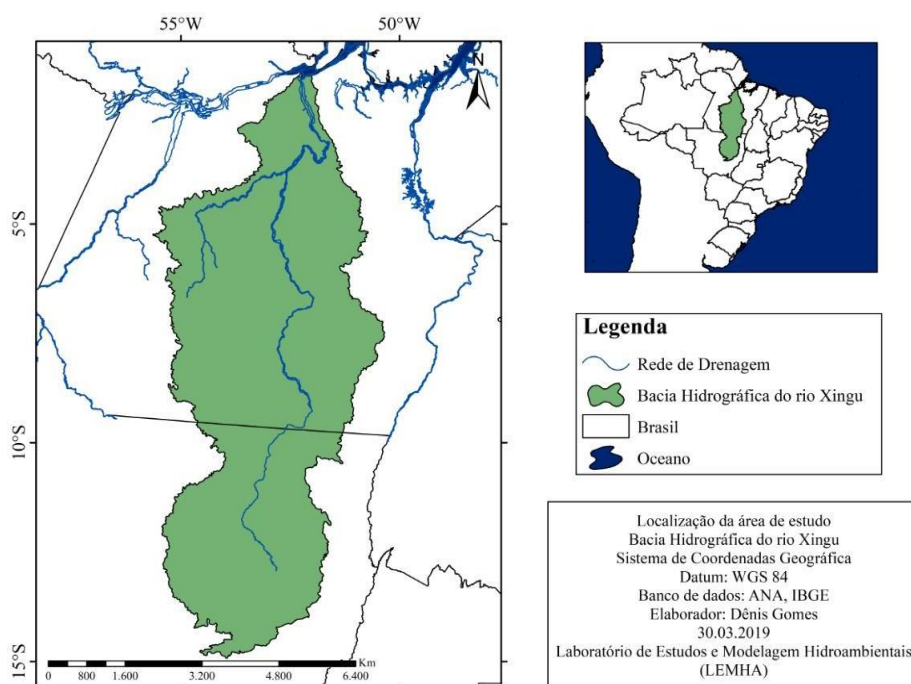 55°W
50°W
N
5°S
10°S
15°S
0
800
1.600
3.200
4.800
6.400
Km
Legenda
Rede de Drenagem
Bacia Hidrográfica do rio Xingu
Brasil
Oceano
Localização da área de estudo
Bacia Hidrográfica do rio Xingu
Sistema de Coordenadas Geográfica
Datum: WGS 84
Banco de dados: ANA, IBGE
Elaborador: Dênis Gomes
30.03.2019
Laboratório de Estudos e Modelagem Hidroambientais
(LEMHA)